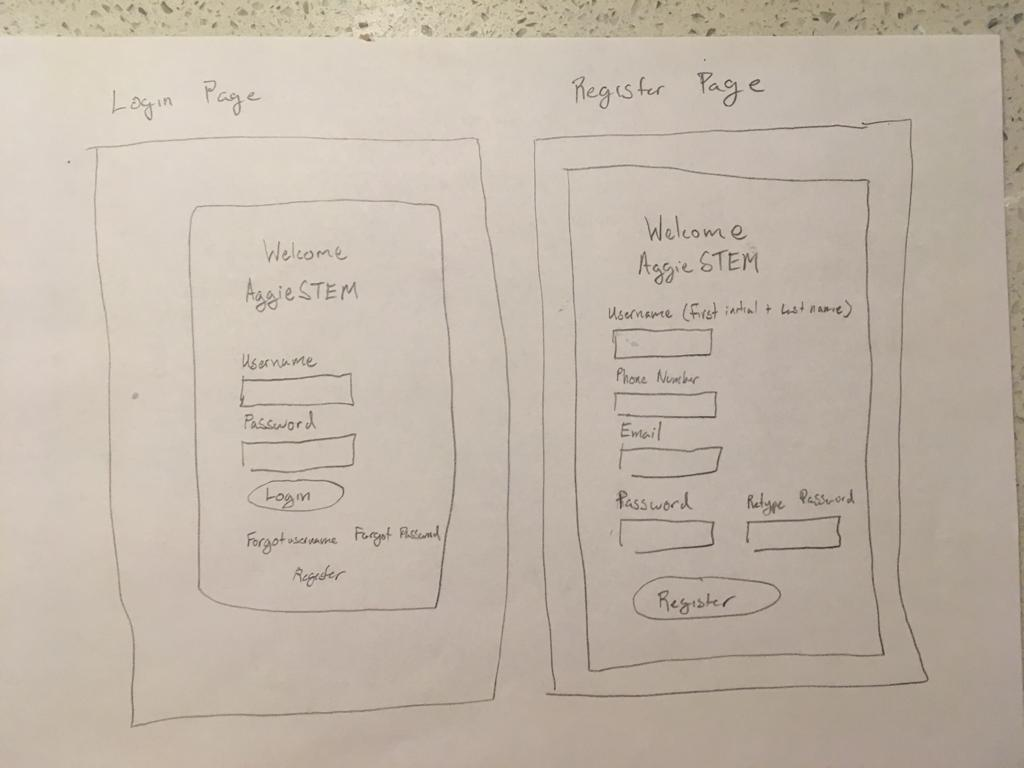 Login Page
Welcome
AggieSTEM
Username
Password
Login
Forgot username Forgot Password
Register
Register Page
Welcome
Aggie STEM
Username (First initial + Last name)
Phone Number
Email
Password Retype Password
Register